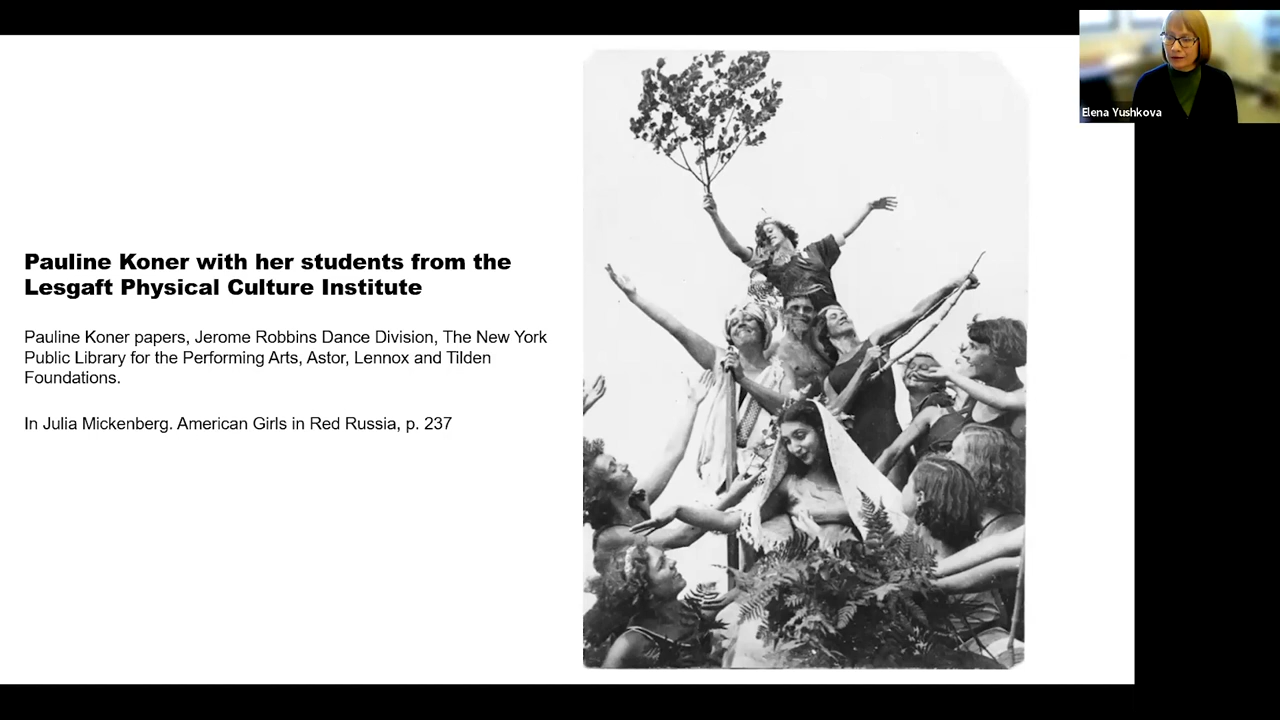 Elena Yushkova
Pauline Koner with her students from the
Lesgaft Physical Culture Institute
Pauline Koner papers, Jerome Robbins Dance Division, The New York
Public Library for the Performing Arts, Astor, Lennox and Tilden
Foundations.
In Julia Mickenberg. American Girls in Red Russia, p. 237